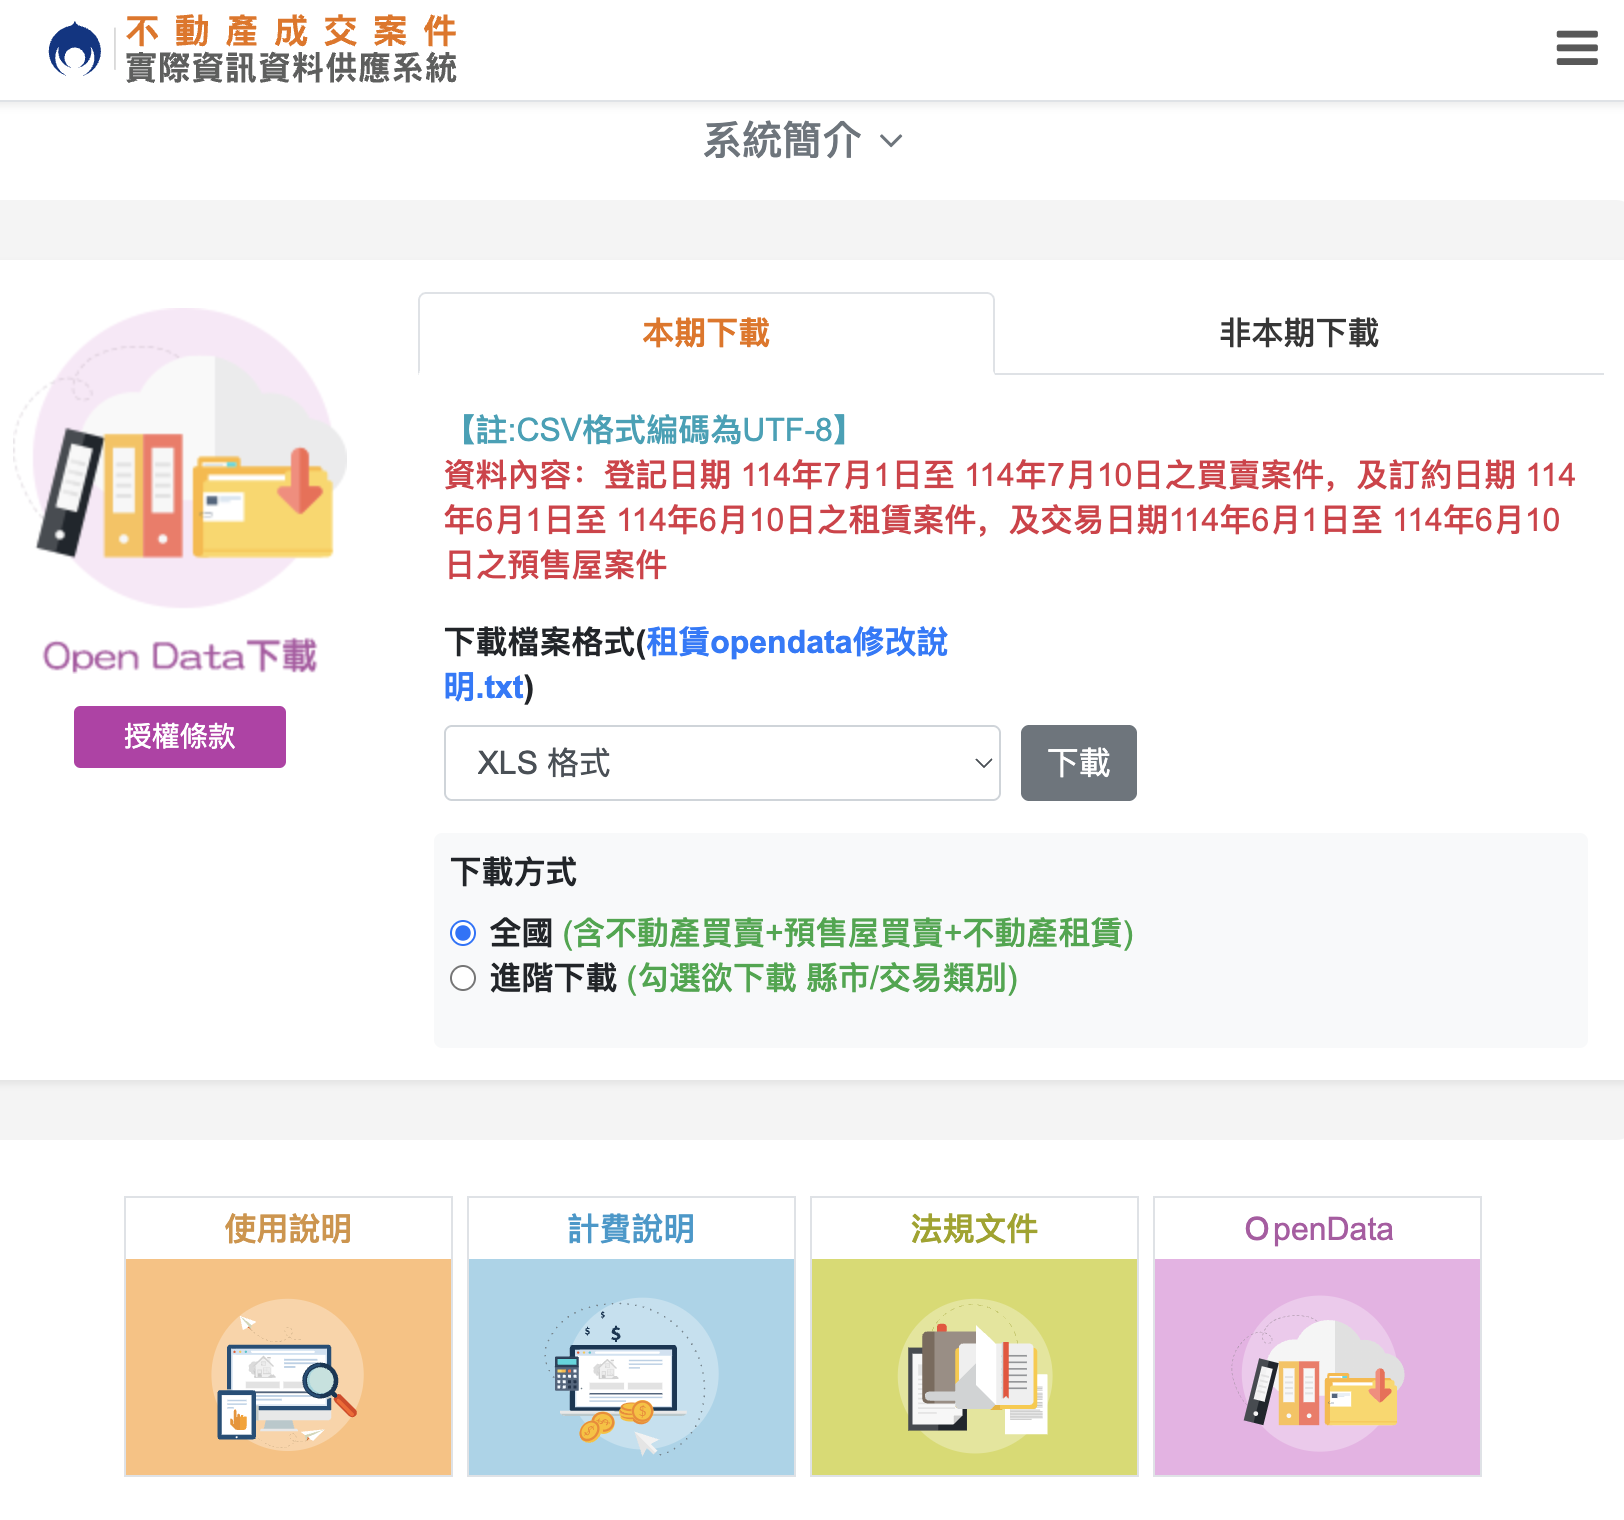 不動產成交案件
實際資訊資料供應系統
系統簡介
本期下載
非本期下載
【註:CSV格式編碼為UTF-8】
資料內容：登記日期 114年7月1日至 114年7月10日之買賣案件，及訂約日期 114
年6月1日至 114年6月10日之租賃案件，及交易日期114年6月1日至 114年6月10
日之預售屋案件
Open Data下載
授權條款
下載檔案格式(租賃opendata修改說
明.txt)
XLS 格式
下載
下載方式
全國 (含不動產買賣+預售屋買賣+不動產租賃)
進階下載 (勾選欲下載 縣市/交易類別)
使用說明
計費說明
法規文件
OpenData